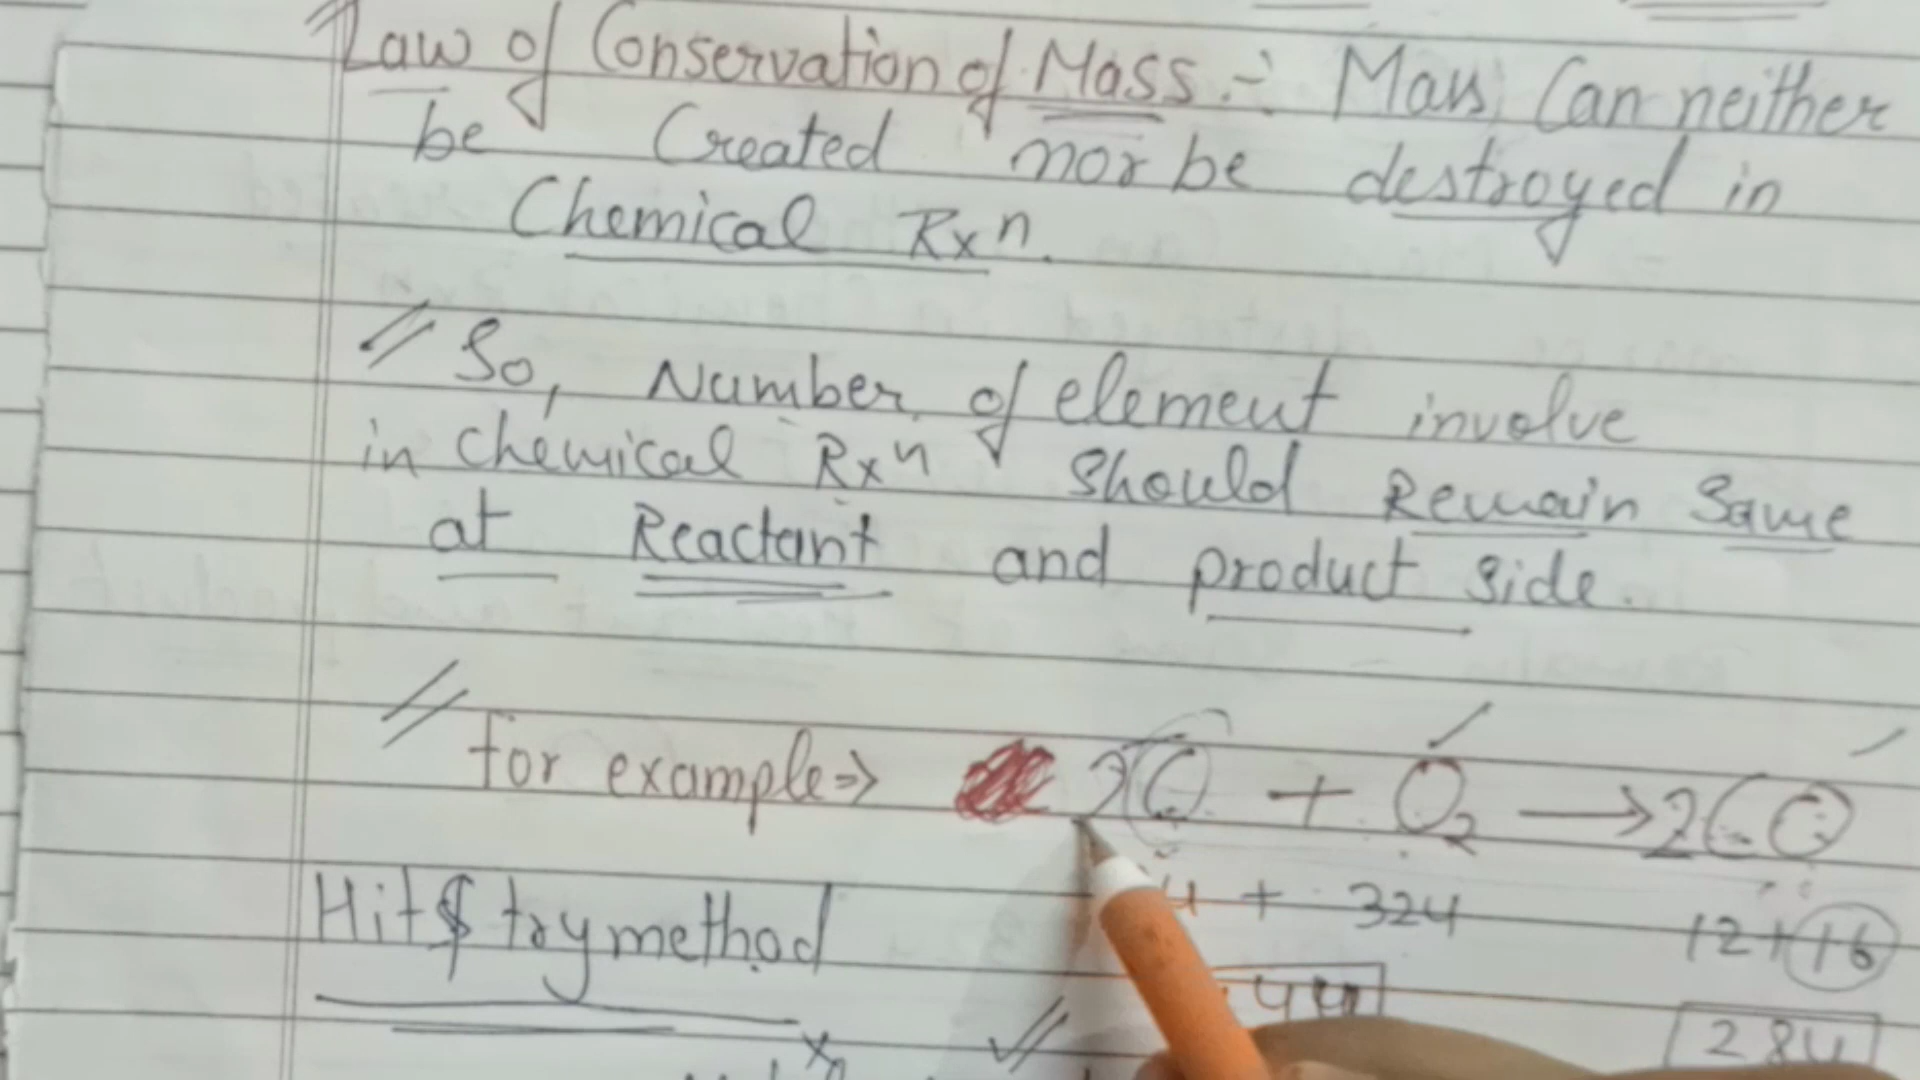 Law of Conservation of Mass :- Mass Can neither
be Created nor be destroyed in
Chemical Rxⁿ.
// So, Number of element involve
in chemical Rxⁿ should Remain Same
at Reactant and product side.
// for example => 2C + O₂ → 2CO
4 + 32u 12+16
Hit & try method
44u 28u